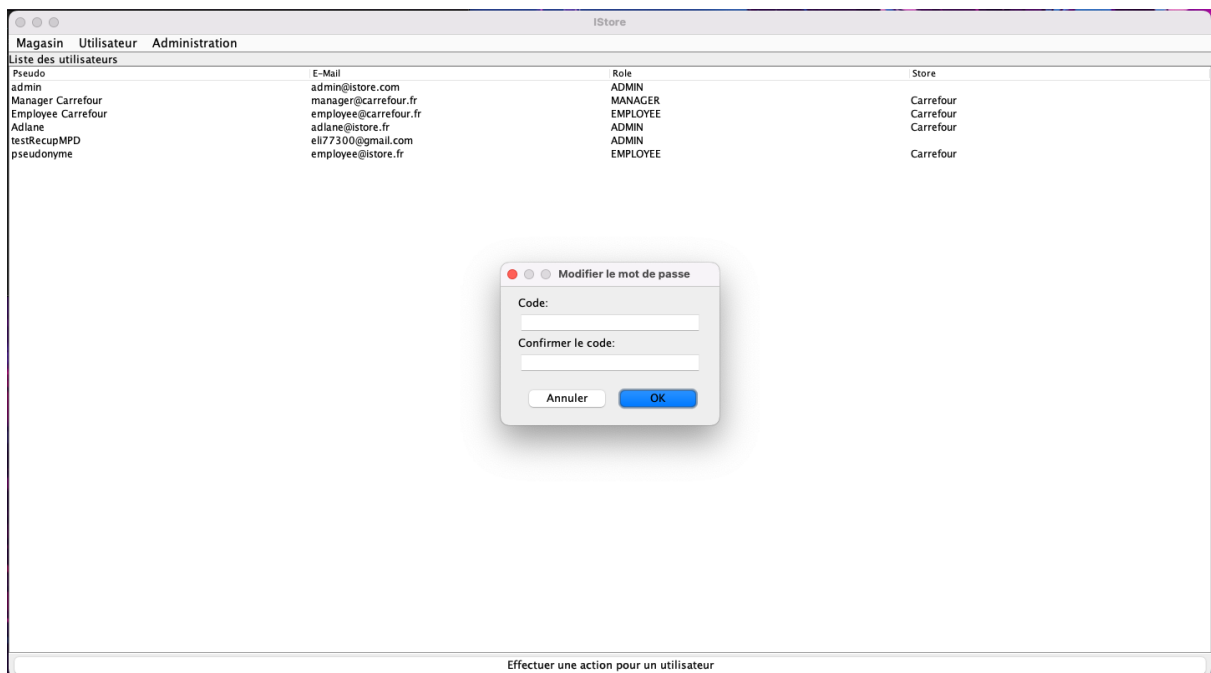 IStore
Magasin Utilisateur Administration
Liste des utilisateurs
Pseudo E-Mail Role Store
admin admin@istore.com ADMIN
Manager Carrefour manager@carrefour.fr MANAGER Carrefour
Employee Carrefour employee@carrefour.fr EMPLOYEE Carrefour
Adlane adlane@istore.fr ADMIN Carrefour
testRecupMPD eli77300@gmail.com ADMIN
pseudonyme employee@istore.fr EMPLOYEE Carrefour
Modifier le mot de passe
Code:
Confirmer le code:
Annuler OK
Effectuer une action pour un utilisateur